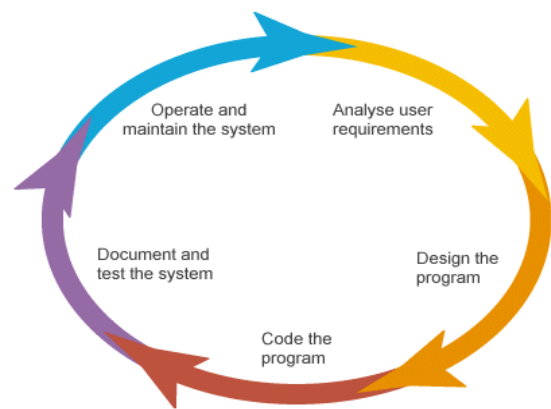 Operate and
maintain the system
Analyse user
requirements
Design the
program
Code the
program
Document and
test the system